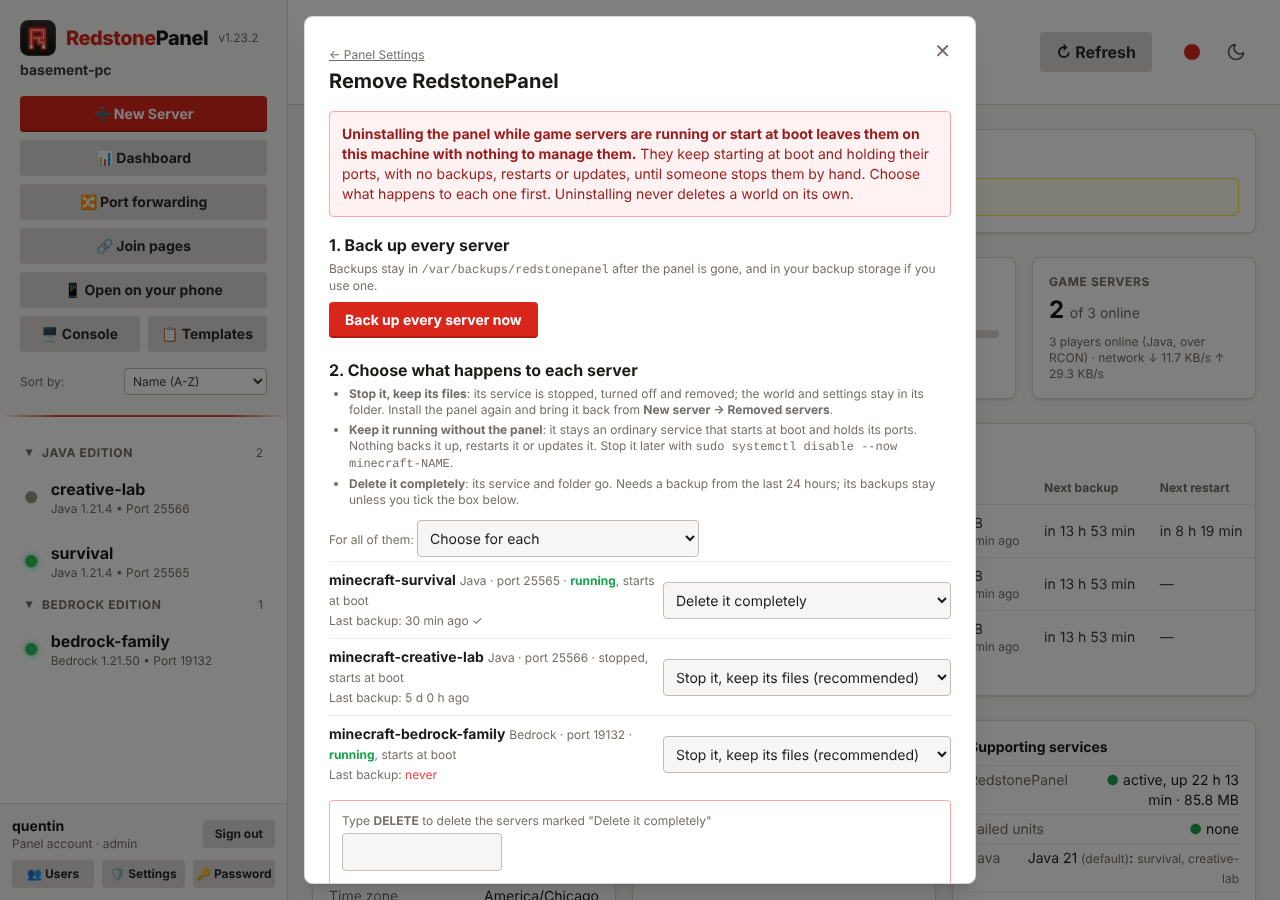 RedstonePanel v1.23.2
basement-pc
➕ New Server
📊 Dashboard
🔀 Port forwarding
🔗 Join pages
📱 Open on your phone
🖥️ Console
📋 Templates
Sort by: Name (A-Z)
▼ JAVA EDITION 2
creative-lab
Java 1.21.4 • Port 25566
survival
Java 1.21.4 • Port 25565
▼ BEDROCK EDITION 1
bedrock-family
Bedrock 1.21.50 • Port 19132
quentin
Panel account · admin
Sign out
👥 Users
🛡️ Settings
🔑 Password
← Panel Settings
✕
Remove RedstonePanel
Uninstalling the panel while game servers are running or start at boot leaves them on
this machine with nothing to manage them. They keep starting at boot and holding their
ports, with no backups, restarts or updates, until someone stops them by hand. Choose
what happens to each one first. Uninstalling never deletes a world on its own.
1. Back up every server
Backups stay in /var/backups/redstonepanel after the panel is gone, and in your backup storage if you
use one.
Back up every server now
2. Choose what happens to each server
• Stop it, keep its files: its service is stopped, turned off and removed; the world and settings stay in its
folder. Install the panel again and bring it back from New server → Removed servers.
• Keep it running without the panel: it stays an ordinary service that starts at boot and holds its ports.
Nothing backs it up, restarts it or updates it. Stop it later with sudo systemctl disable --now
minecraft-NAME.
• Delete it completely: its service and folder go. Needs a backup from the last 24 hours; its backups stay
unless you tick the box below.
For all of them: Choose for each
minecraft-survival Java · port 25565 · running, starts
at boot
Last backup: 30 min ago ✓
Delete it completely
minecraft-creative-lab Java · port 25566 · stopped,
starts at boot
Last backup: 5 d 0 h ago
Stop it, keep its files (recommended)
minecraft-bedrock-family Bedrock · port 19132 ·
running, starts at boot
Last backup: never
Stop it, keep its files (recommended)
Type DELETE to delete the servers marked "Delete it completely"
↻ Refresh
GAME SERVERS
2 of 3 online
3 players online (Java, over
RCON) · network ↓ 11.7 KB/s ↑
29.3 KB/s
Next backup Next restart
min ago in 13 h 53 min in 8 h 19 min
min ago in 13 h 53 min —
min ago in 13 h 53 min —
Supporting services
RedstonePanel active, up 22 h 13
min · 85.8 MB
ailed units none
ava Java 21 (default): survival, creative-
lab
Time zone America/Chicago